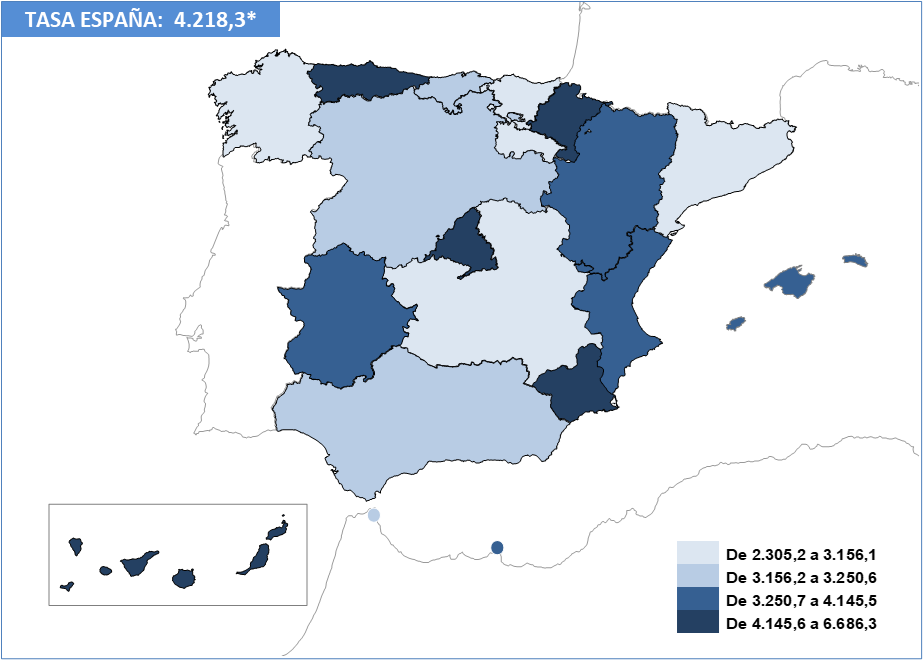 TASA ESPAÑA: 4.218,3*
De 2.305,2 a 3.156,1
De 3.156,2 a 3.250,6
De 3.250,7 a 4.145,5
De 4.145,6 a 6.686,3